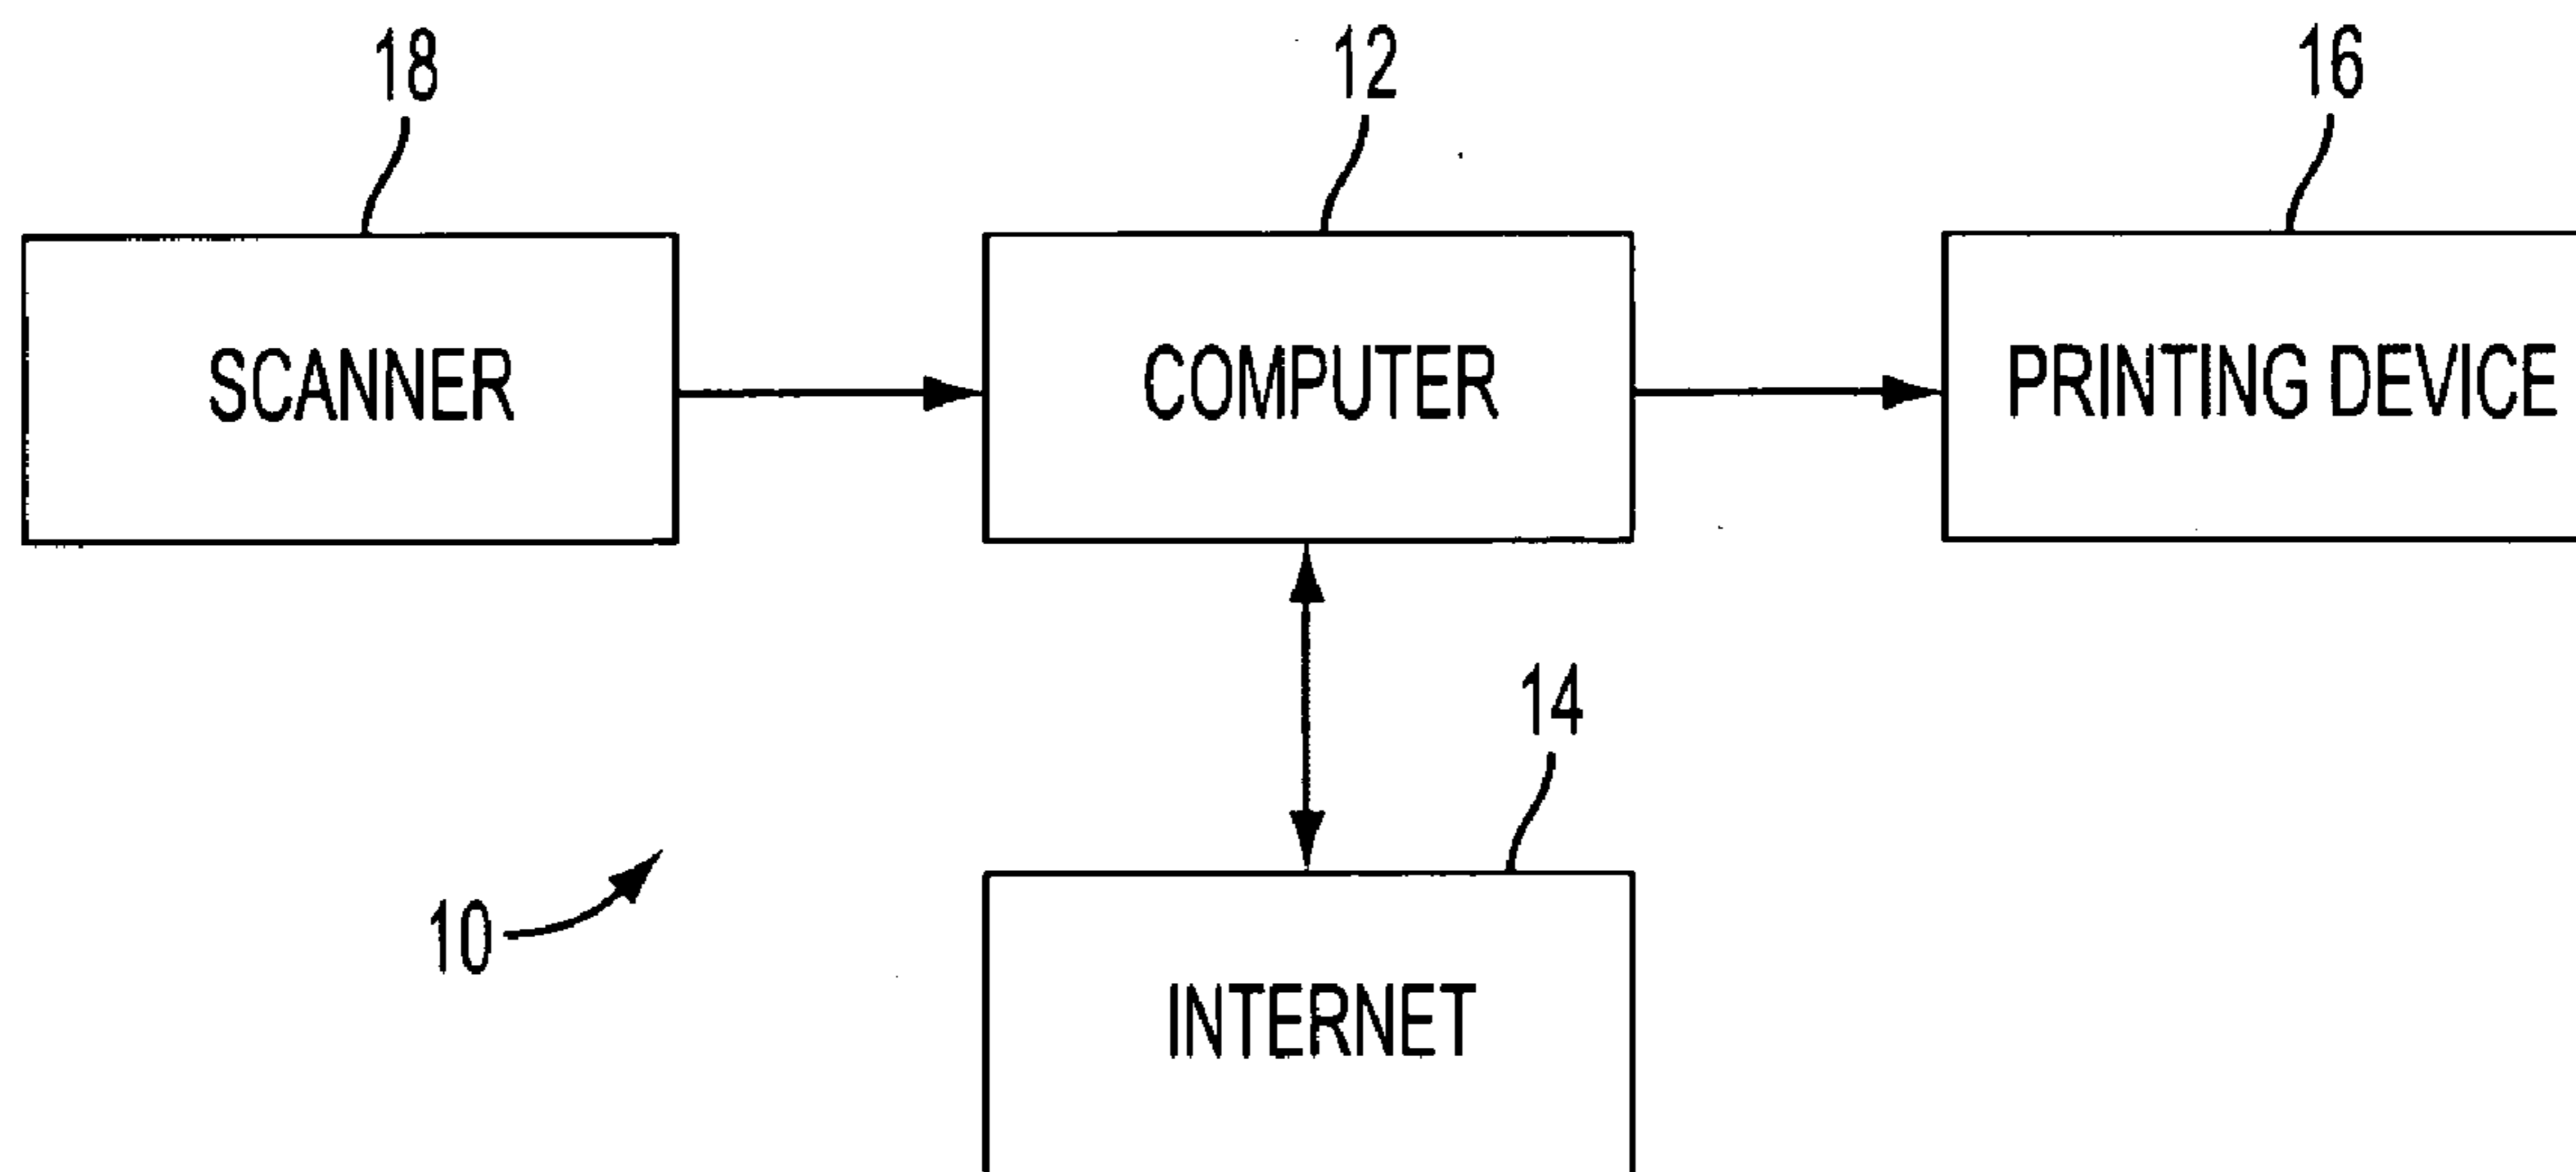 18
12
16
SCANNER
COMPUTER
PRINTING DEVICE
14
10
INTERNET